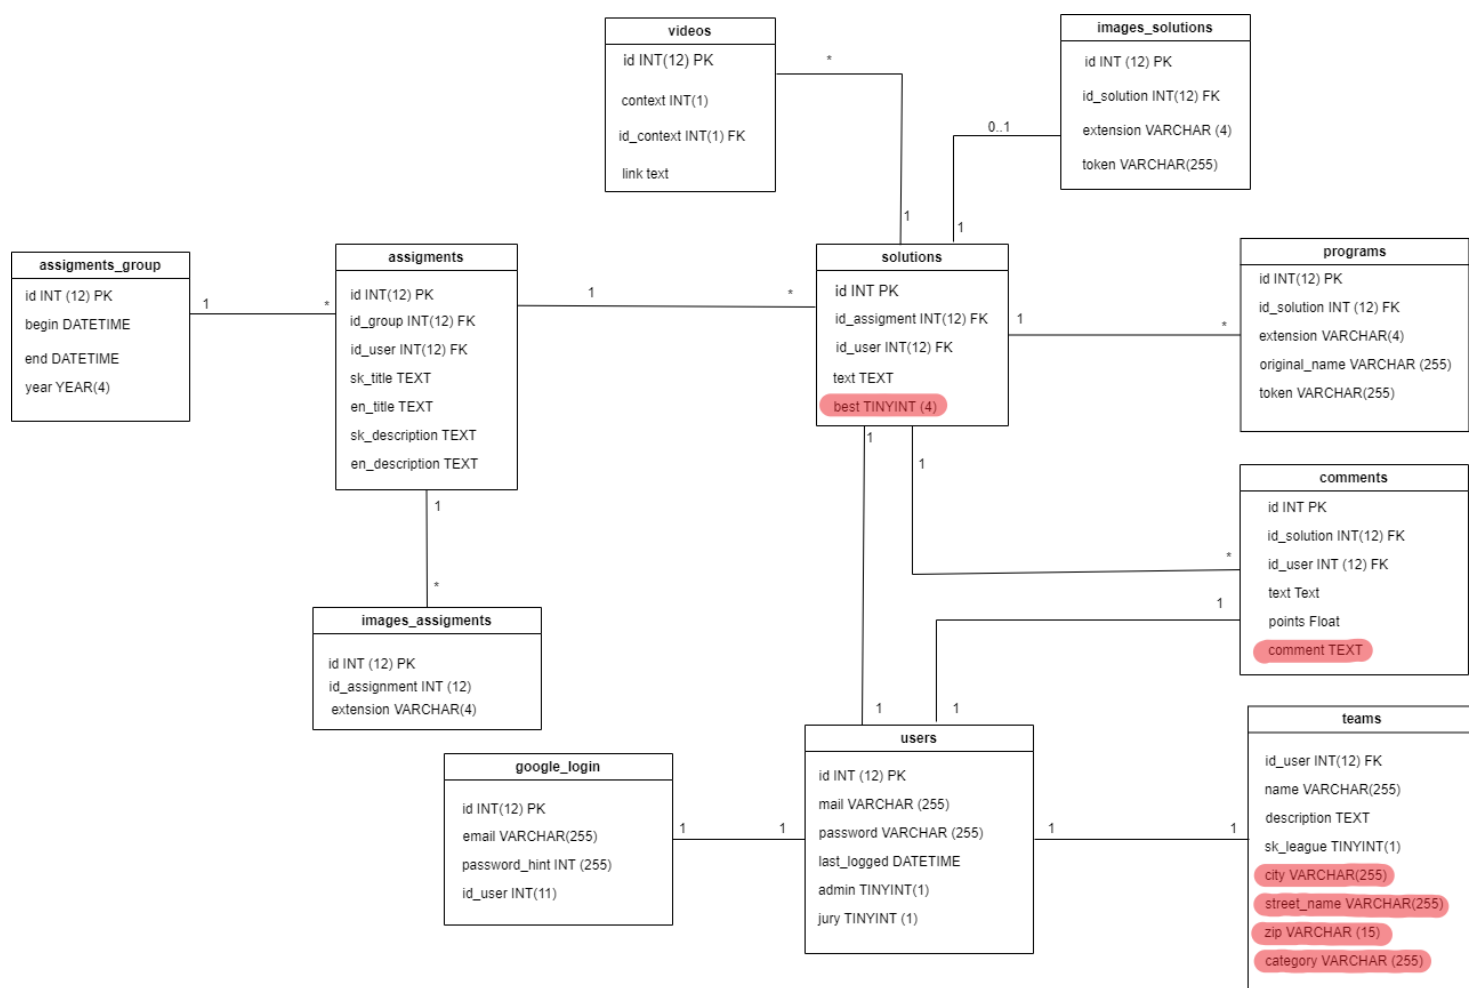 videos
id INT(12) PK
context INT(1)
id_context INT(1) FK
link text
images_solutions
id INT (12) PK
id_solution INT(12) FK
extension VARCHAR (4)
token VARCHAR(255)
*
0..1
1
1
assigments_group
id INT (12) PK
begin DATETIME
end DATETIME
year YEAR(4)
1
*
assigments
id INT(12) PK
id_group INT(12) FK
id_user INT(12) FK
sk_title TEXT
en_title TEXT
sk_description TEXT
en_description TEXT
1
*
solutions
id INT PK
id_assigment INT(12) FK
id_user INT(12) FK
text TEXT
best TINYINT (4)
1
*
programs
id INT(12) PK
id_solution INT (12) FK
extension VARCHAR(4)
original_name VARCHAR (255)
token VARCHAR(255)
1
*
images_assigments
id INT (12) PK
id_assignment INT (12)
extension VARCHAR(4)
1
1
*
comments
id INT PK
id_solution INT(12) FK
id_user INT (12) FK
text Text
points Float
comment TEXT
1
1
1
google_login
id INT(12) PK
email VARCHAR(255)
password_hint INT (255)
id_user INT(11)
1
1
users
id INT (12) PK
mail VARCHAR (255)
password VARCHAR (255)
last_logged DATETIME
admin TINYINT(1)
jury TINYINT (1)
1
1
teams
id_user INT(12) FK
name VARCHAR(255)
description TEXT
sk_league TINYINT(1)
city VARCHAR(255)
street_name VARCHAR(255)
zip VARCHAR (15)
category VARCHAR (255)